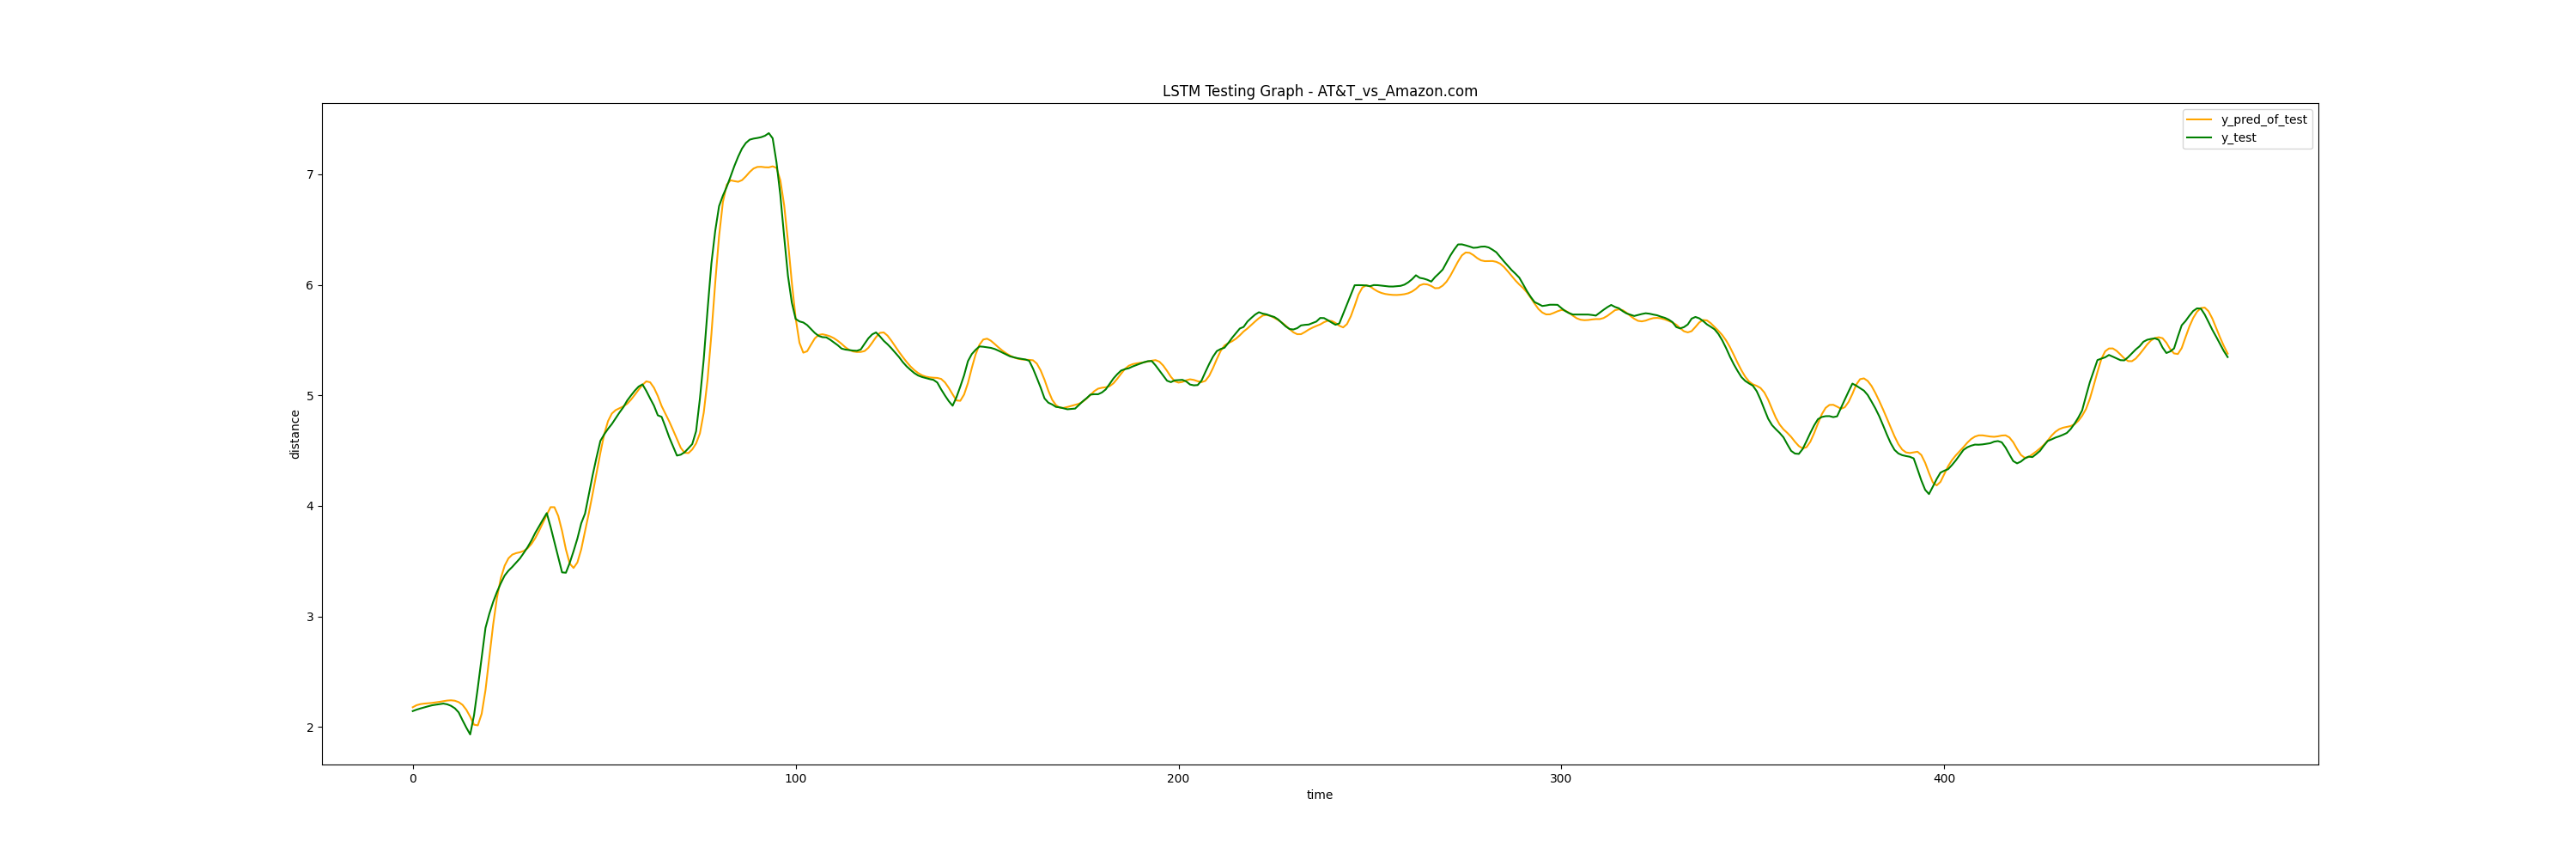 LSTM Testing Graph - AT&T_vs_Amazon.com
y_pred_of_test
y_test
distance
7
6
5
4
3
2
0 100 200 300 400
time